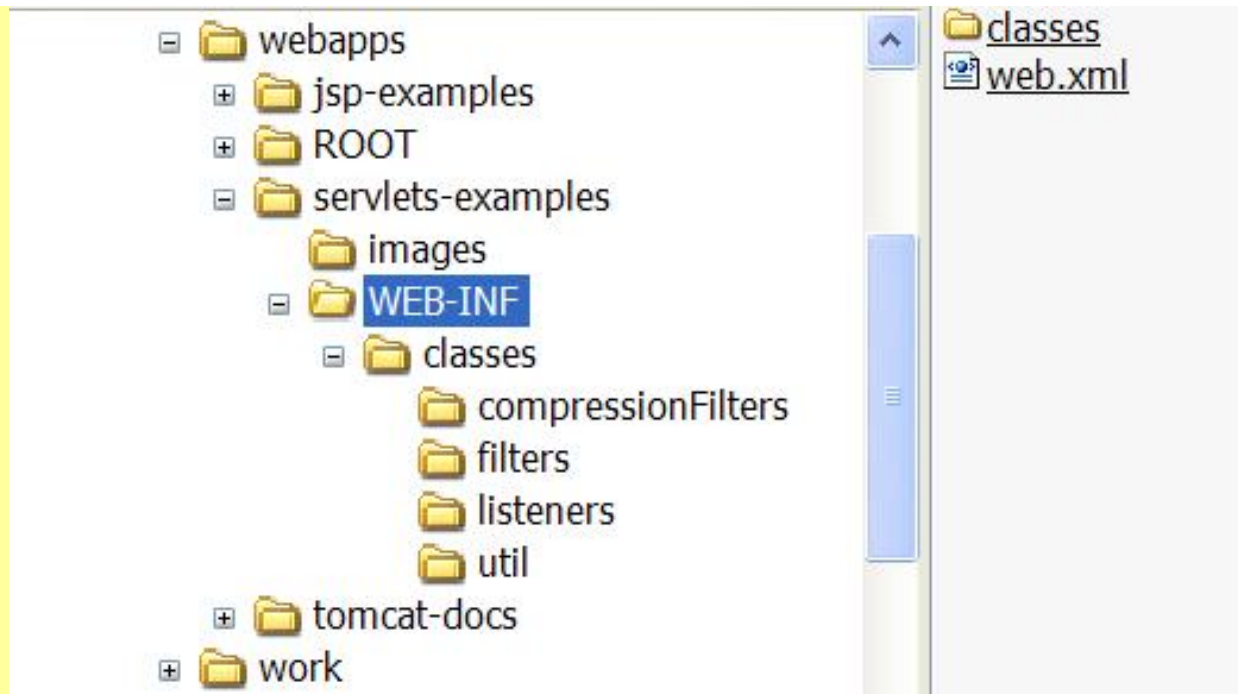 webapps
jsp-examples
ROOT
servlets-examples
images
WEB-INF
classes
compressionFilters
filters
listeners
util
tomcat-docs
work
classes
web.xml